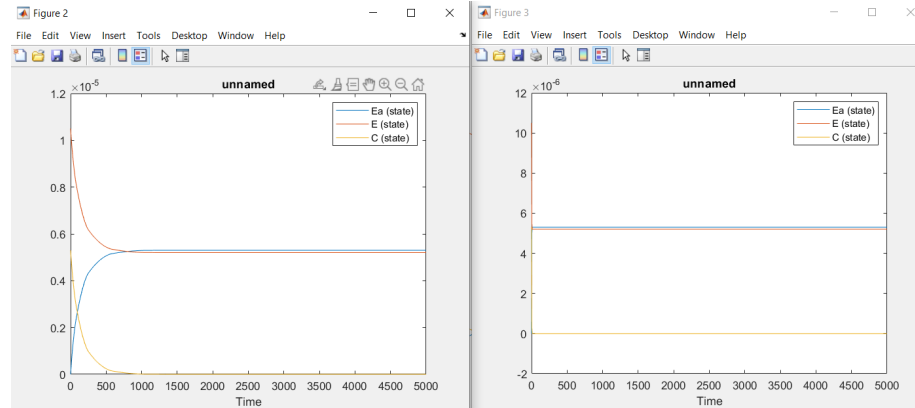 Figure 2
File Edit View Insert Tools Desktop Window Help
×10^-5
unnamed
1.2
1
0.8
0.6
0.4
0.2
0
Ea (state)
E (state)
C (state)
0 500 1000 1500 2000 2500 3000 3500 4000 4500 5000
Time
Figure 3
File Edit View Insert Tools Desktop Window Help
×10^-6
unnamed
12
10
8
6
4
2
0
-2
Ea (state)
E (state)
C (state)
0 500 1000 1500 2000 2500 3000 3500 4000 4500 5000
Time